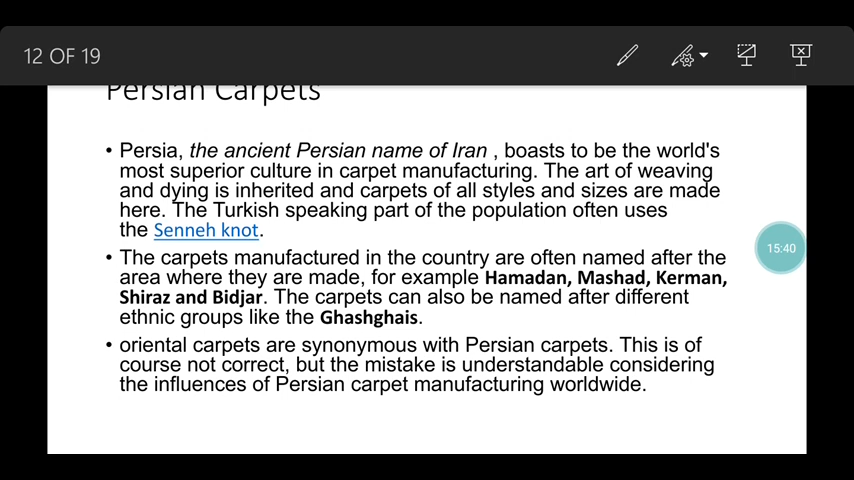 12 OF 19
Persian Carpets
• Persia, the ancient Persian name of Iran , boasts to be the world's
most superior culture in carpet manufacturing. The art of weaving
and dying is inherited and carpets of all styles and sizes are made
here. The Turkish speaking part of the population often uses
the Senneh knot.
• The carpets manufactured in the country are often named after the
area where they are made, for example Hamadan, Mashad, Kerman,
Shiraz and Bidjar. The carpets can also be named after different
ethnic groups like the Ghashghais.
• oriental carpets are synonymous with Persian carpets. This is of
course not correct, but the mistake is understandable considering
the influences of Persian carpet manufacturing worldwide.
15:40